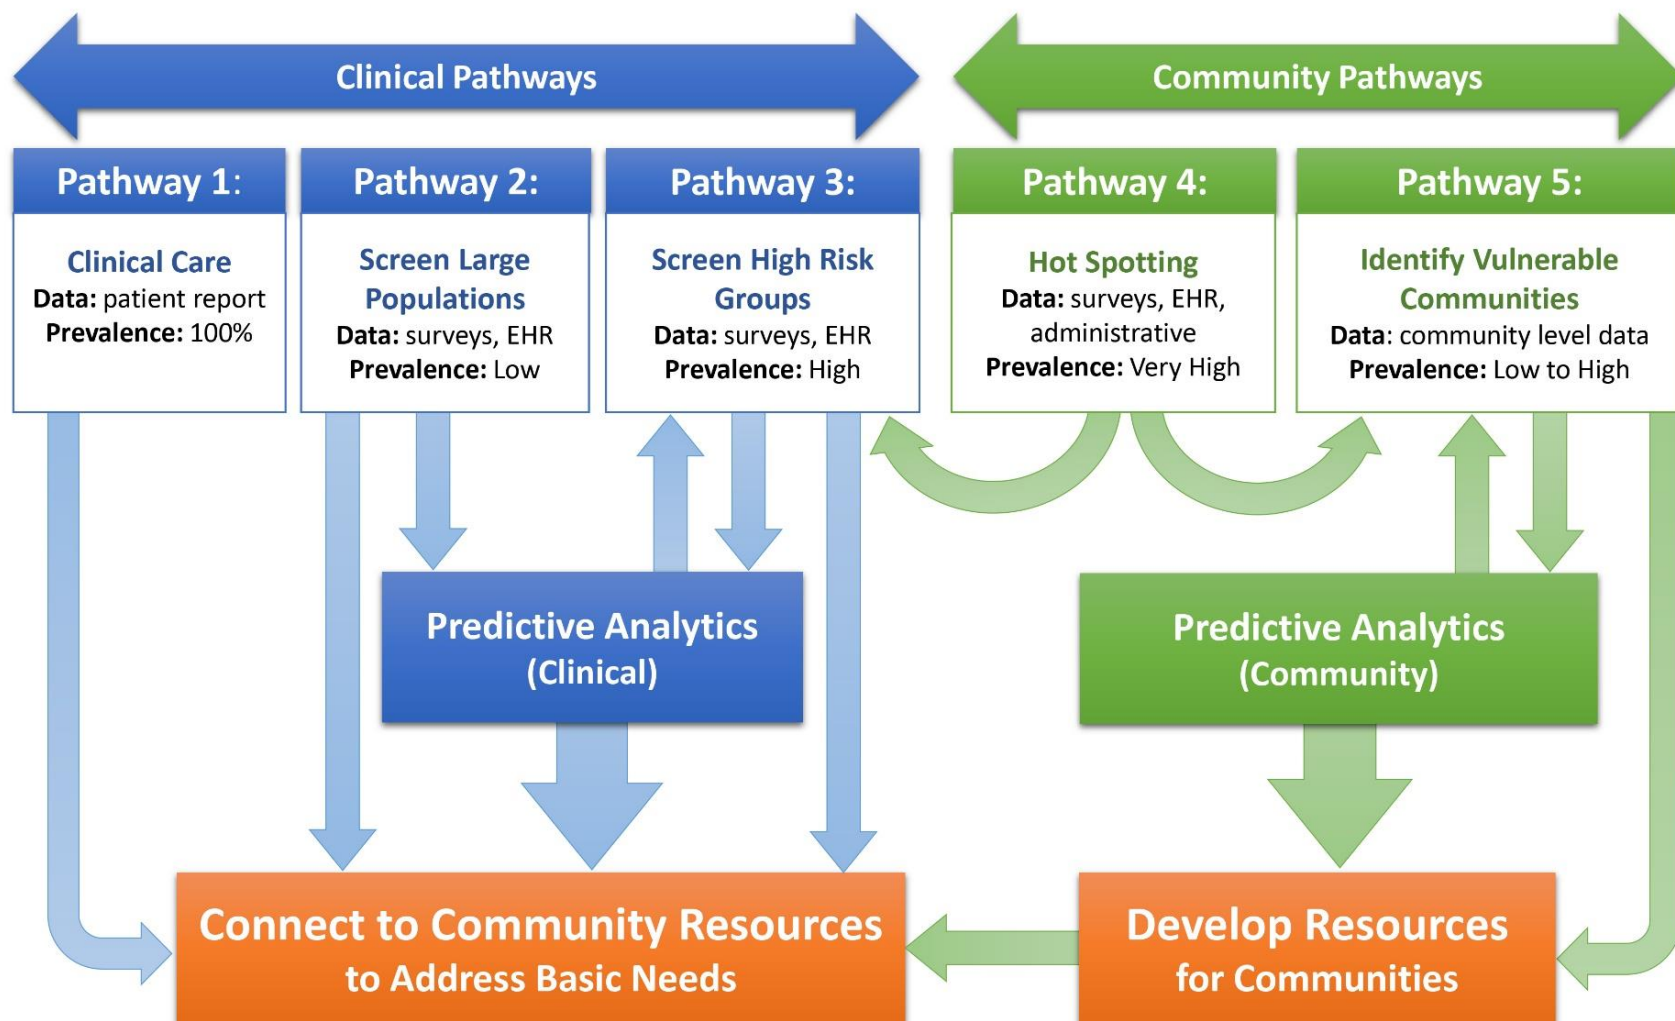 Clinical Pathways
Community Pathways
Pathway 1:
Clinical Care
Data: patient report
Prevalence: 100%
Pathway 2:
Screen Large
Populations
Data: surveys, EHR
Prevalence: Low
Pathway 3:
Screen High Risk
Groups
Data: surveys, EHR
Prevalence: High
Pathway 4:
Hot Spotting
Data: surveys, EHR,
administrative
Prevalence: Very High
Pathway 5:
Identify Vulnerable
Communities
Data: community level data
Prevalence: Low to High
Predictive Analytics
(Clinical)
Predictive Analytics
(Community)
Connect to Community Resources
to Address Basic Needs
Develop Resources
for Communities